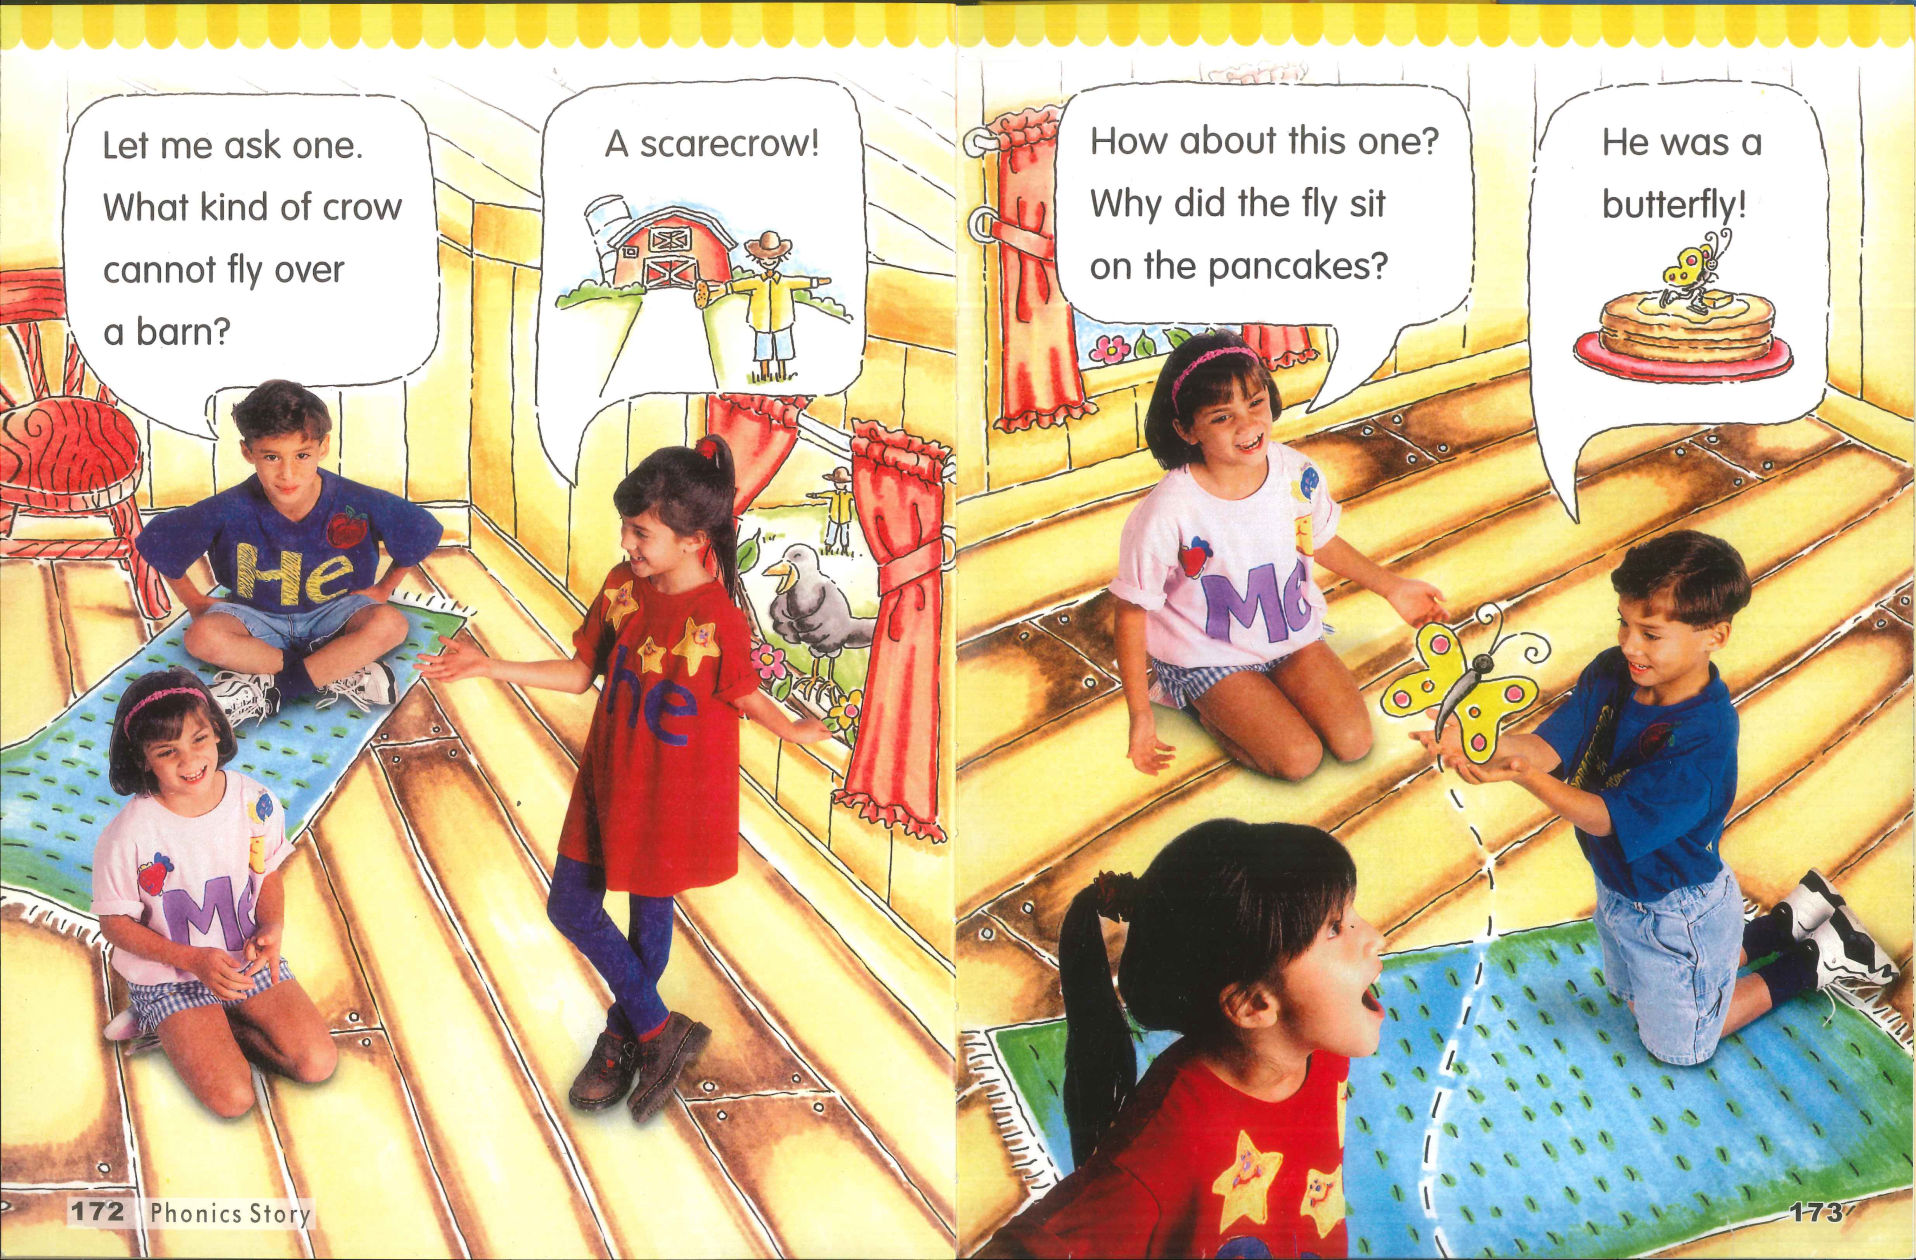 Let me ask one.
What kind of crow
cannot fly over
a barn?
A scarecrow!
He
Me
he
172 Phonics Story
How about this one?
Why did the fly sit
on the pancakes?
He was a
butterfly!
Me
173